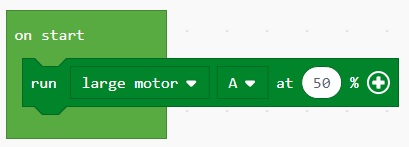 on start
run large motor A at 50 %